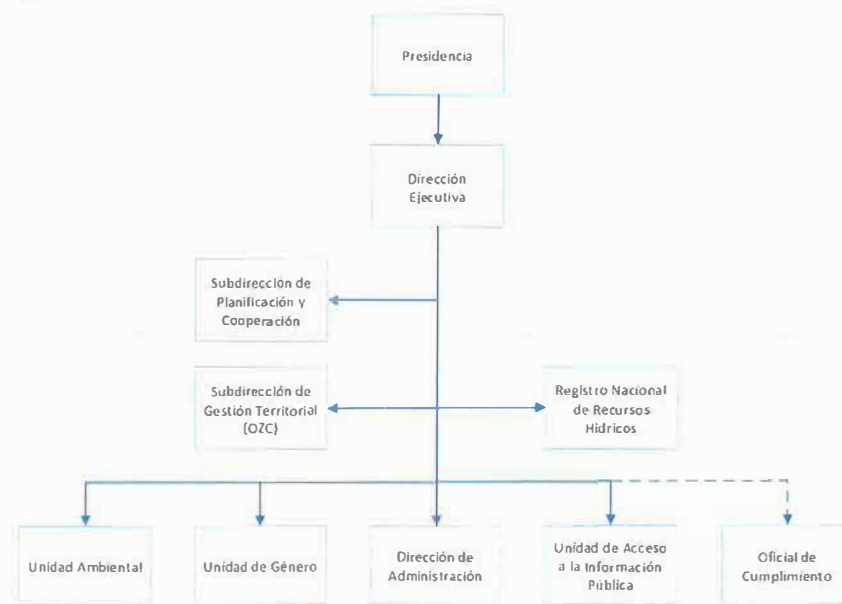 Presidencia
Dirección
Ejecutiva
Subdirección de
Planificación y
Cooperación
Subdirección de
Gestión Territorial
(OZC)
Registro Nacional
de Recursos
Hídricos
Unidad Ambiental
Unidad de Género
Dirección de
Administración
Unidad de Acceso
a la Información
Pública
Oficial de
Cumplimiento